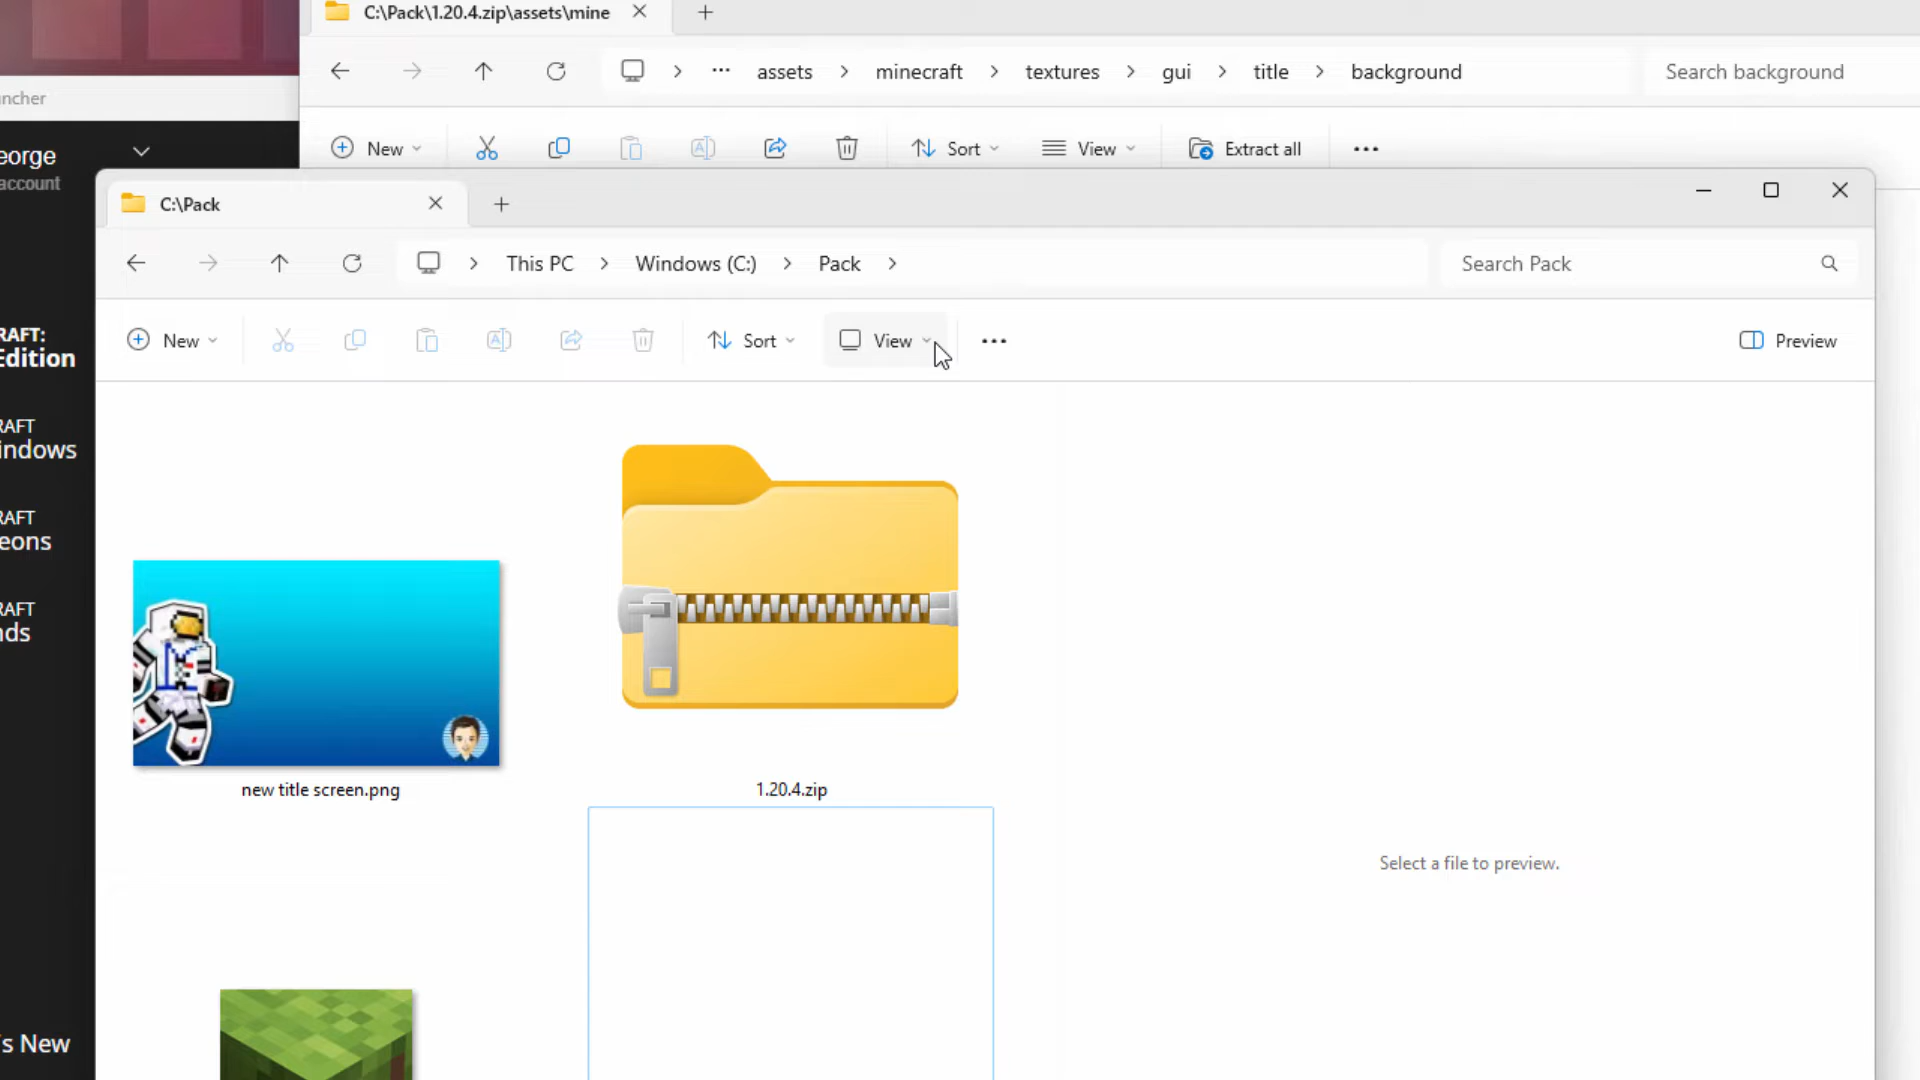 C:\Pack\1.20.4.zip\assets\mine
assets
minecraft
textures
gui
title
background
Search background
ncher
New
Sort
View
Extract all
eorge
account
C:\Pack
This PC
Windows (C:)
Pack
Search Pack
New
Sort
View
Preview
RAFT:
Edition
RAFT
indows
RAFT
eons
RAFT
nds
's New
new title screen.png
1.20.4.zip
Select a file to preview.